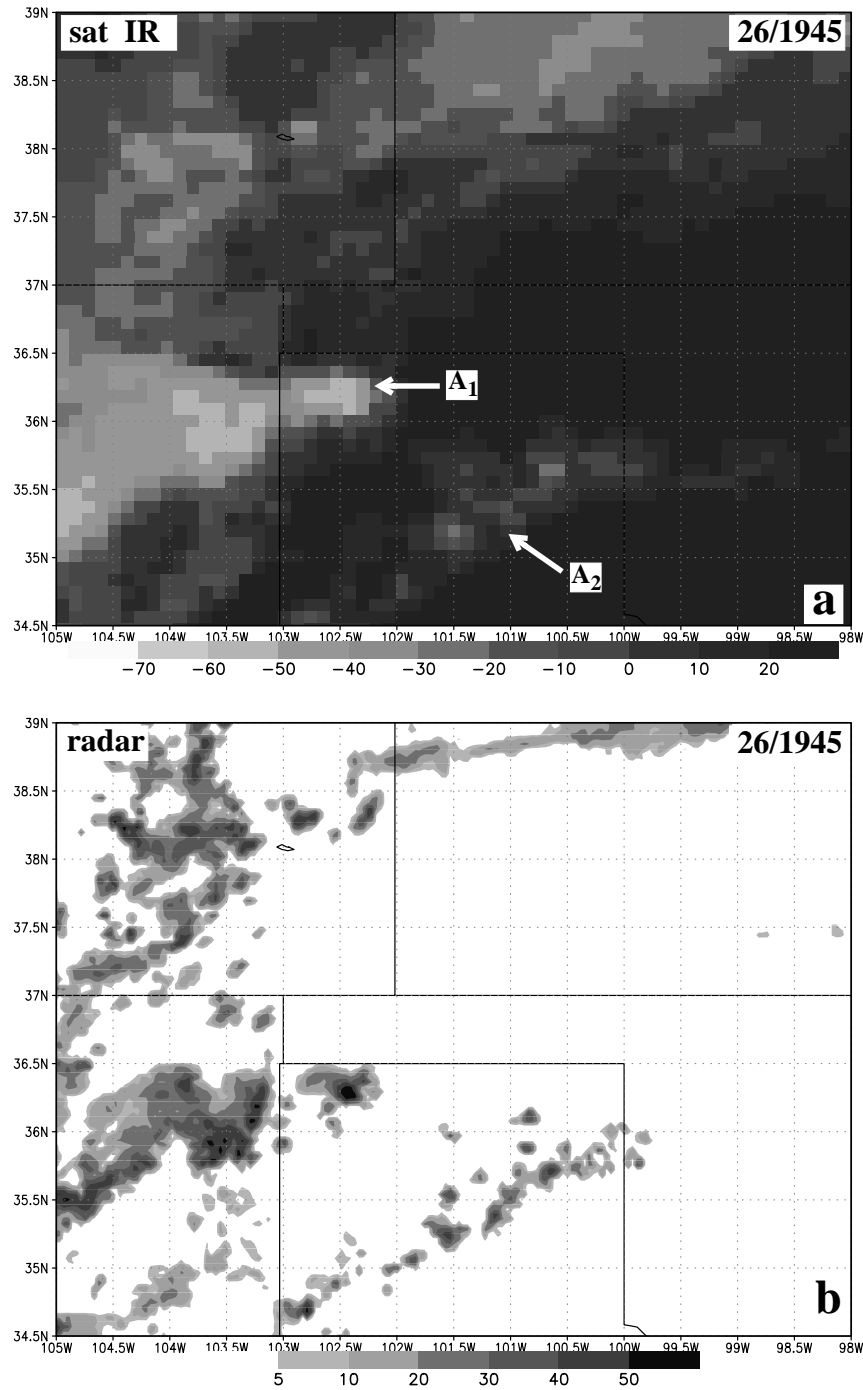 sat IR 26/1945
39N
38.5N
38N
37.5N
37N
36.5N
36N
35.5N
35N
34.5N
A1
A2
a
105W 104.5W 104W 103.5W 103W 102.5W 102W 101.5W 101W 100.5W 100W 99.5W 99W 98.5W 98W
−70 −60 −50 −40 −30 −20 −10 0 10 20
radar 26/1945
39N
38.5N
38N
37.5N
37N
36.5N
36N
35.5N
35N
34.5N
b
105W 104.5W 104W 103.5W 103W 102.5W 102W 101.5W 101W 100.5W 100W 99.5W 99W 98.5W 98W
5 10 20 30 40 50